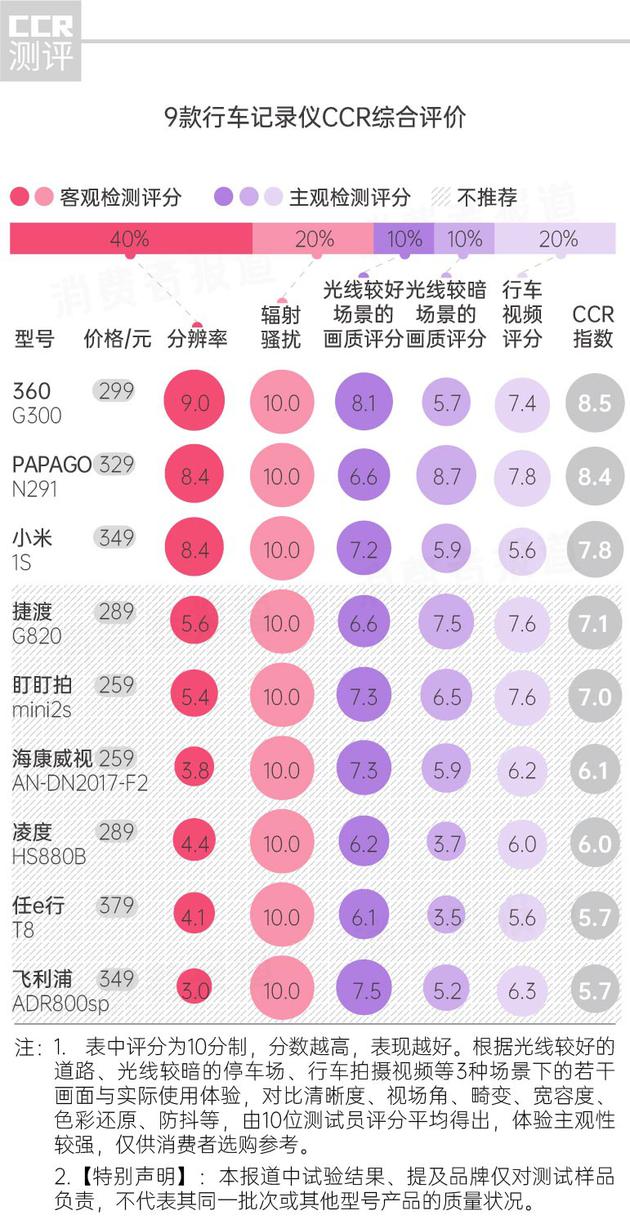 CCR
测评
9款行车记录仪CCR综合评价
客观检测评分 主观检测评分 不推荐
40% 20% 10% 10% 20%
型号 价格/元 分辨率 辐射骚扰 光线较好场景的画质评分 光线较暗场景的画质评分 行车视频评分 CCR指数
360 299 9.0 10.0 8.1 5.7 7.4 8.5
G300
PAPAGO 329 8.4 10.0 6.6 8.7 7.8 8.4
N291
小米 349 8.4 10.0 7.2 5.9 5.6 7.8
1S
捷渡 289 5.6 10.0 6.6 7.5 7.6 7.1
G820
盯盯拍 259 5.4 10.0 7.3 6.5 7.6 7.0
mini2s
海康威视 259 3.8 10.0 7.3 5.9 6.2 6.1
AN-DN2017-F2
凌度 289 4.4 10.0 6.2 3.7 6.0 6.0
HS880B
任e行 379 4.1 10.0 6.1 3.5 5.6 5.7
T8
飞利浦 349 3.0 10.0 7.5 5.2 6.3 5.7
ADR800sp
注：1. 表中评分为10分制，分数越高，表现越好。根据光线较好的
道路、光线较暗的停车场、行车拍摄视频等3种场景下的若干
画面与实际使用体验，对比清晰度、视场角、畸变、宽容度、
色彩还原、防抖等，由10位测试员评分平均得出，体验主观性
较强，仅供消费者选购参考。
2.【特别声明】：本报道中试验结果、提及品牌仅对测试样品
负责，不代表其同一批次或其他型号产品的质量状况。
消费者报道